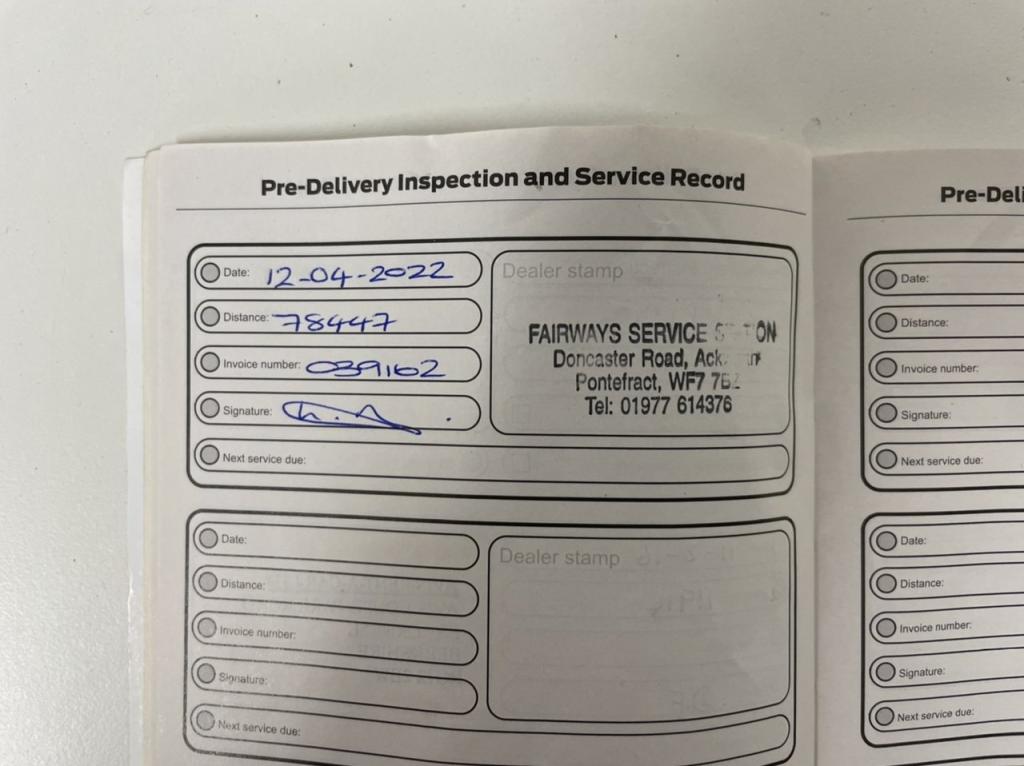 Pre-Delivery Inspection and Service Record
Date: 12-04-2022
Distance: 78447
Invoice number: 039162
Signature:
Next service due:
Dealer stamp
FAIRWAYS SERVICE
Doncaster Road,
Pontefract, WF7
Tel: 01977 614376
Date:
Distance:
Invoice number:
Signature:
Next service due:
Dealer stamp
Pre-Deli
Date:
Distance:
Invoice number:
Signature:
Next service due:
Date:
Distance:
Invoice number:
Signature:
Next service due: